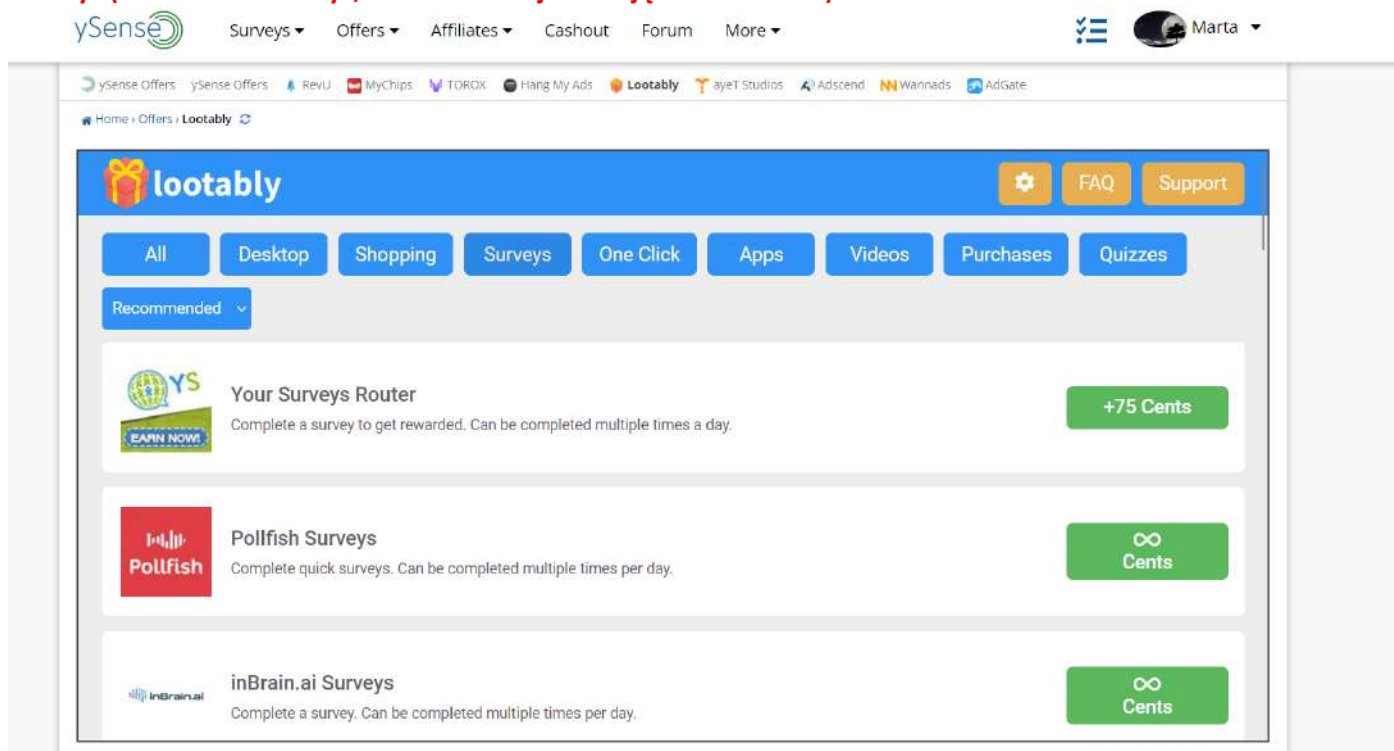 ySense Surveys Offers Affiliates Cashout Forum More Marta
ySense Offers ySense Offers RevU MyChips TOROX Hang My Ads Lootably ayeT Studios Adscend Wannads AdGate
Home › Offers › Lootably
lootably FAQ Support
All Desktop Shopping Surveys One Click Apps Videos Purchases Quizzes
Recommended
YS
EARN NOW!
Your Surveys Router
Complete a survey to get rewarded. Can be completed multiple times a day.
+75 Cents
Pollfish
Pollfish Surveys
Complete quick surveys. Can be completed multiple times per day.
∞
Cents
inBrain.ai
inBrain.ai Surveys
Complete a survey. Can be completed multiple times per day.
∞
Cents